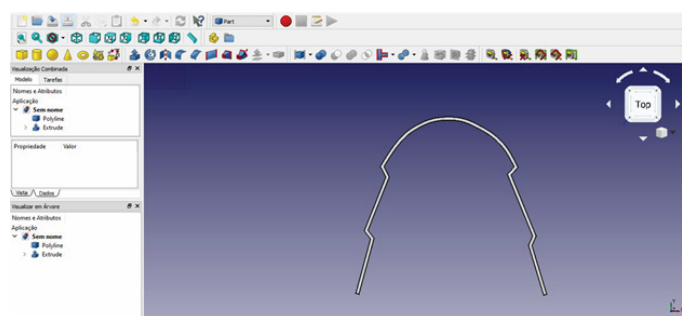 Part
Visualização Combinada
Modelo Tarefas
Nomes e Atributos
Aplicação
Sem nome
Polyline
Extrude
Propriedade Valor
Vista Dados
Visualizar em Árvore
Nomes e Atributos
Aplicação
Sem nome
Polyline
Extrude
Top